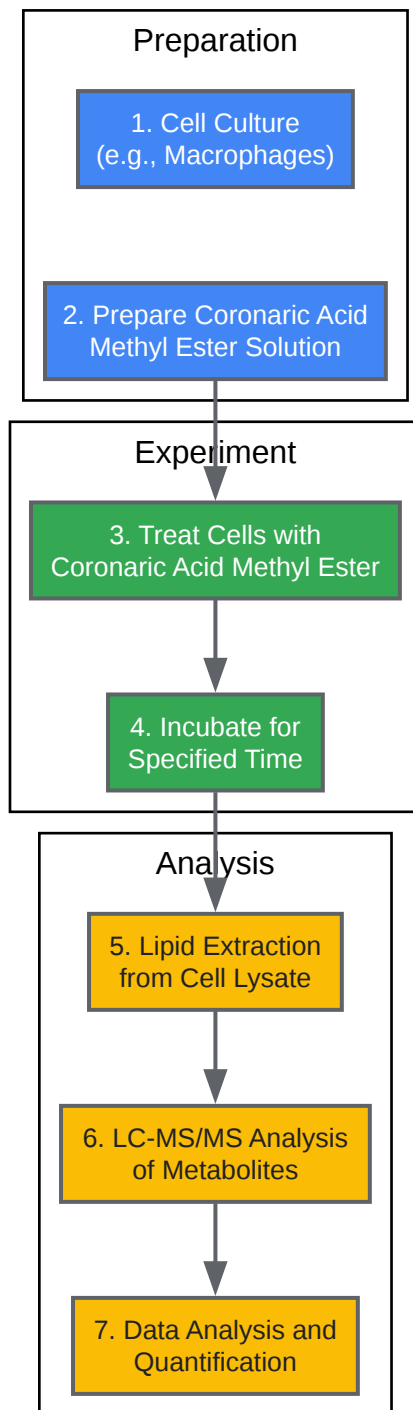 Preparation
1. Cell Culture
(e.g., Macrophages)
2. Prepare Coronaric Acid
Methyl Ester Solution
Experiment
3. Treat Cells with
Coronaric Acid Methyl Ester
4. Incubate for
Specified Time
Analysis
5. Lipid Extraction
from Cell Lysate
6. LC-MS/MS Analysis
of Metabolites
7. Data Analysis and
Quantification